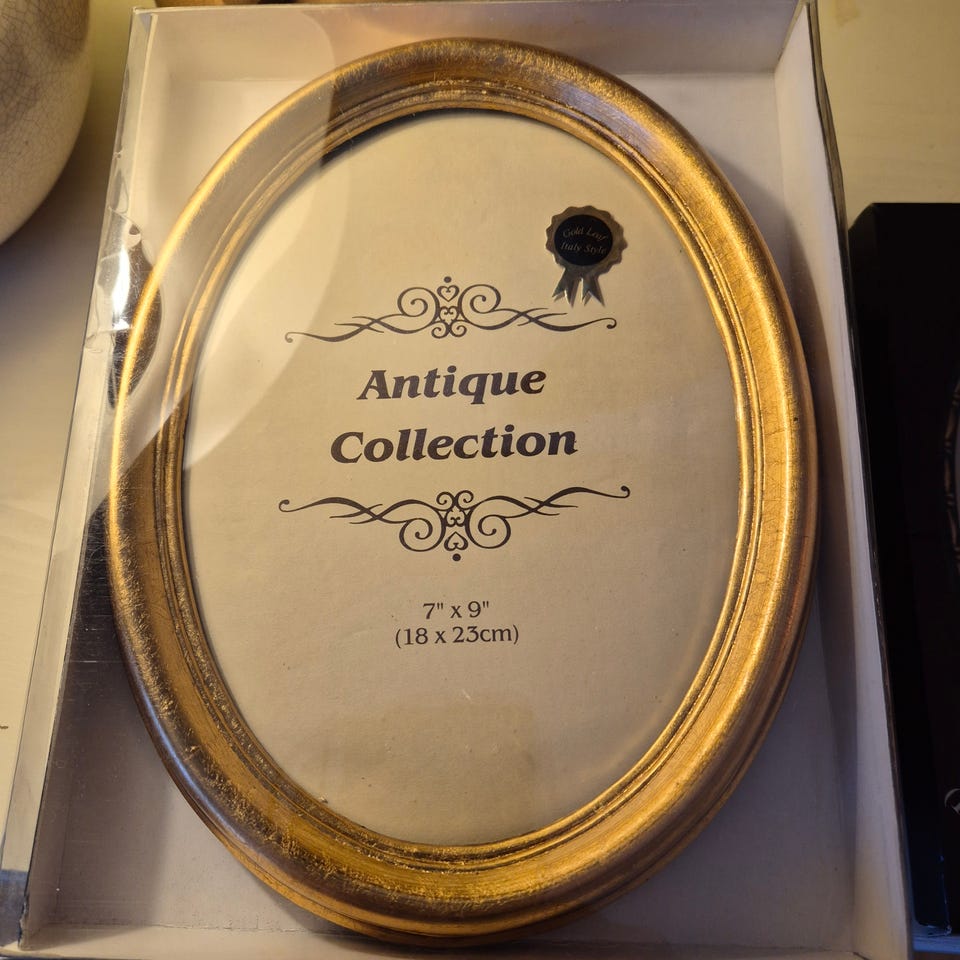 Gold Leaf
Italy Style
Antique
Collection
7" x 9"
(18 x 23cm)